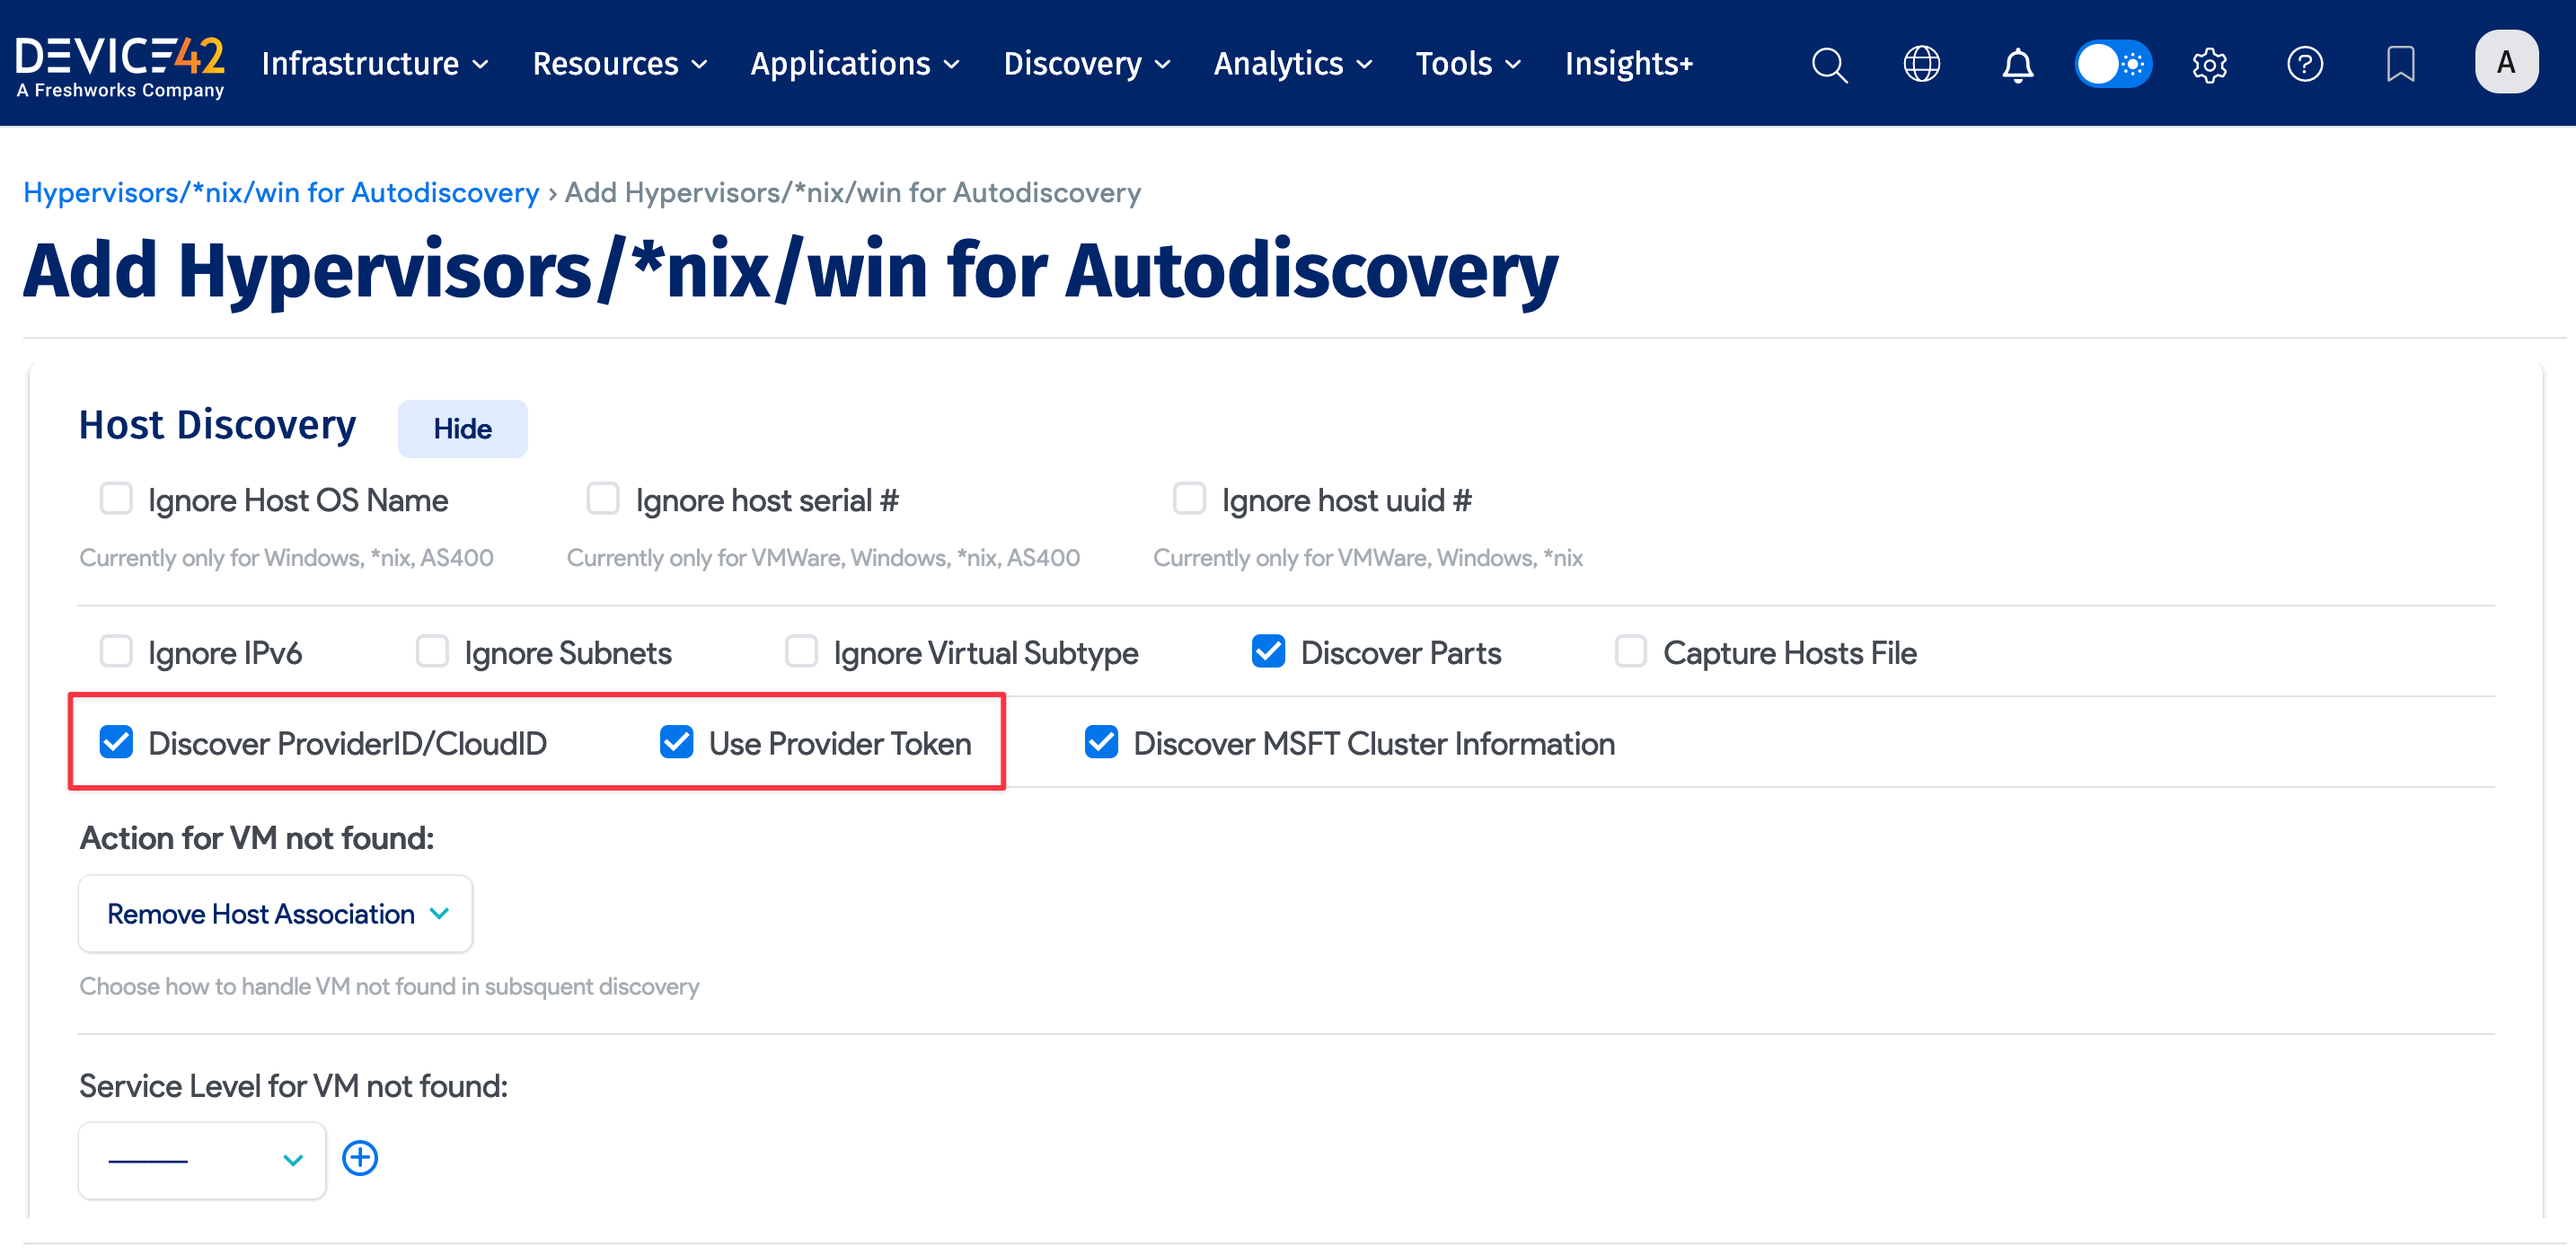 DEVICE42
A Freshworks Company
Infrastructure Resources Applications Discovery Analytics Tools Insights+ A
Hypervisors/*nix/win for Autodiscovery › Add Hypervisors/*nix/win for Autodiscovery
Add Hypervisors/*nix/win for Autodiscovery
Host Discovery Hide
Ignore Host OS Name Ignore host serial # Ignore host uuid #
Currently only for Windows, *nix, AS400 Currently only for VMWare, Windows, *nix, AS400 Currently only for VMWare, Windows, *nix
Ignore IPv6 Ignore Subnets Ignore Virtual Subtype Discover Parts Capture Hosts File
Discover ProviderID/CloudID Use Provider Token Discover MSFT Cluster Information
Action for VM not found:
Remove Host Association
Choose how to handle VM not found in subsquent discovery
Service Level for VM not found: